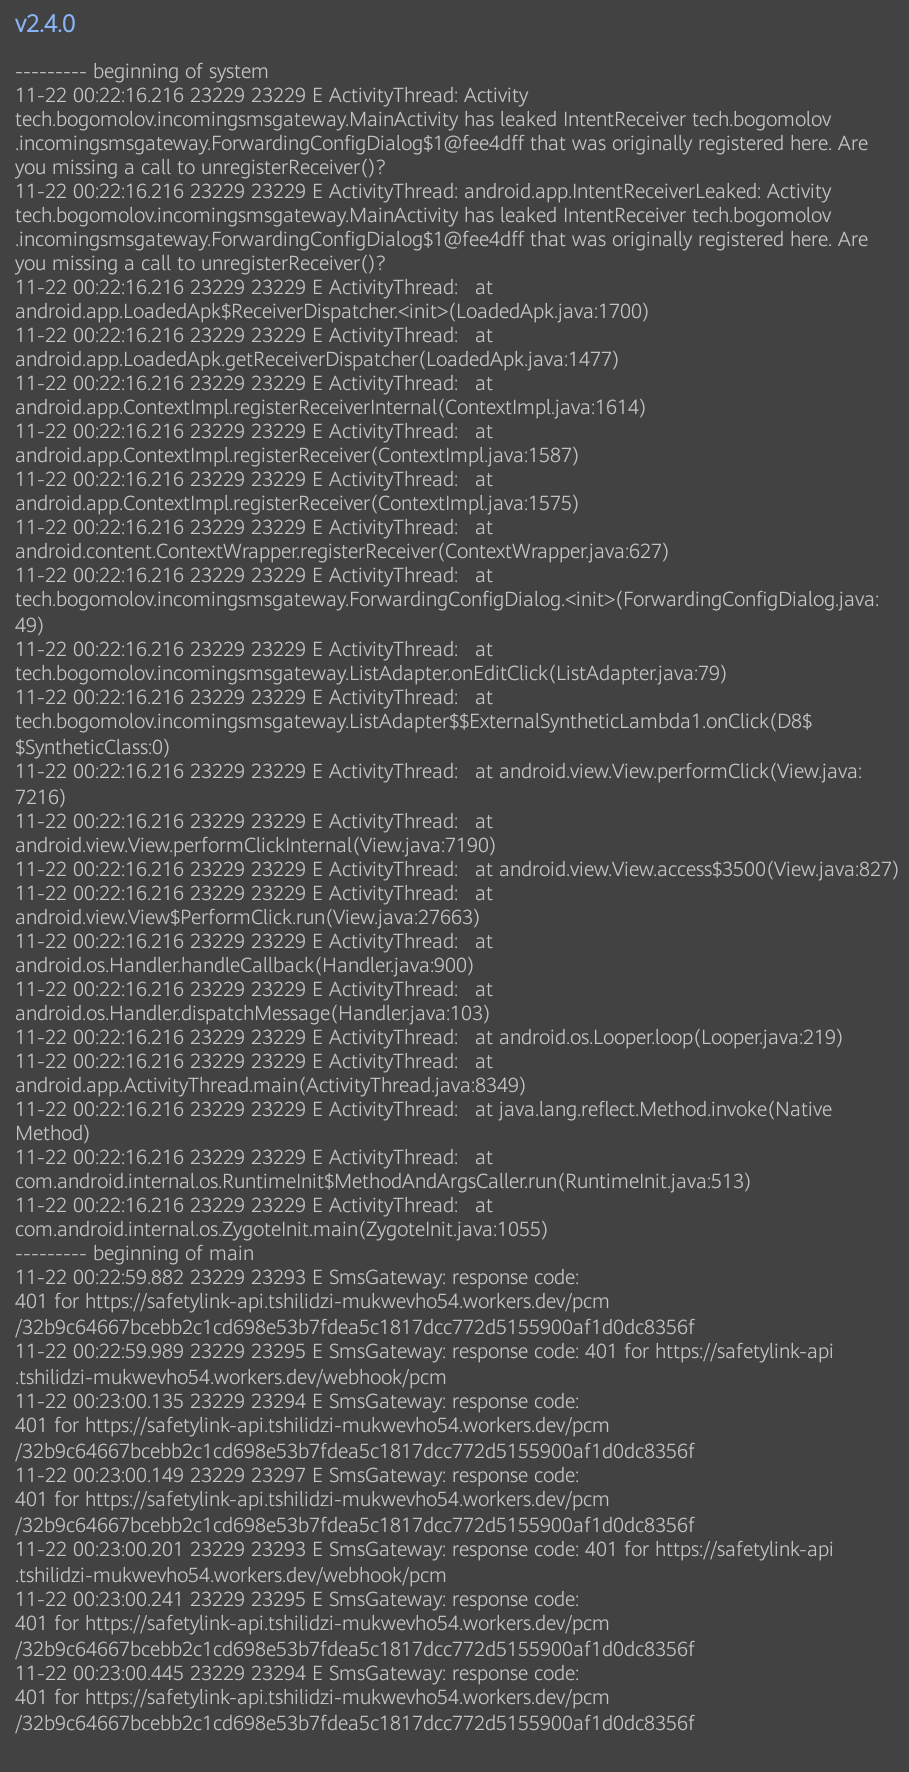 v2.4.0
--------- beginning of system
11-22 00:22:16.216 23229 23229 E ActivityThread: Activity
tech.bogomolov.incomingsmsgateway.MainActivity has leaked IntentReceiver tech.bogomolov
.incomingsmsgateway.ForwardingConfigDialog$1@fee4dff that was originally registered here. Are
you missing a call to unregisterReceiver()?
11-22 00:22:16.216 23229 23229 E ActivityThread: android.app.IntentReceiverLeaked: Activity
tech.bogomolov.incomingsmsgateway.MainActivity has leaked IntentReceiver tech.bogomolov
.incomingsmsgateway.ForwardingConfigDialog$1@fee4dff that was originally registered here. Are
you missing a call to unregisterReceiver()?
11-22 00:22:16.216 23229 23229 E ActivityThread:   at
android.app.LoadedApk$ReceiverDispatcher.<init>(LoadedApk.java:1700)
11-22 00:22:16.216 23229 23229 E ActivityThread:   at
android.app.LoadedApk.getReceiverDispatcher(LoadedApk.java:1477)
11-22 00:22:16.216 23229 23229 E ActivityThread:   at
android.app.ContextImpl.registerReceiverInternal(ContextImpl.java:1614)
11-22 00:22:16.216 23229 23229 E ActivityThread:   at
android.app.ContextImpl.registerReceiver(ContextImpl.java:1587)
11-22 00:22:16.216 23229 23229 E ActivityThread:   at
android.app.ContextImpl.registerReceiver(ContextImpl.java:1575)
11-22 00:22:16.216 23229 23229 E ActivityThread:   at
android.content.ContextWrapper.registerReceiver(ContextWrapper.java:627)
11-22 00:22:16.216 23229 23229 E ActivityThread:   at
tech.bogomolov.incomingsmsgateway.ForwardingConfigDialog.<init>(ForwardingConfigDialog.java:
49)
11-22 00:22:16.216 23229 23229 E ActivityThread:   at
tech.bogomolov.incomingsmsgateway.ListAdapter.onEditClick(ListAdapter.java:79)
11-22 00:22:16.216 23229 23229 E ActivityThread:   at
tech.bogomolov.incomingsmsgateway.ListAdapter$$ExternalSyntheticLambda1.onClick(D8$
$SyntheticClass:0)
11-22 00:22:16.216 23229 23229 E ActivityThread:   at android.view.View.performClick(View.java:
7216)
11-22 00:22:16.216 23229 23229 E ActivityThread:   at
android.view.View.performClickInternal(View.java:7190)
11-22 00:22:16.216 23229 23229 E ActivityThread:   at android.view.View.access$3500(View.java:827)
11-22 00:22:16.216 23229 23229 E ActivityThread:   at
android.view.View$PerformClick.run(View.java:27663)
11-22 00:22:16.216 23229 23229 E ActivityThread:   at
android.os.Handler.handleCallback(Handler.java:900)
11-22 00:22:16.216 23229 23229 E ActivityThread:   at
android.os.Handler.dispatchMessage(Handler.java:103)
11-22 00:22:16.216 23229 23229 E ActivityThread:   at android.os.Looper.loop(Looper.java:219)
11-22 00:22:16.216 23229 23229 E ActivityThread:   at
android.app.ActivityThread.main(ActivityThread.java:8349)
11-22 00:22:16.216 23229 23229 E ActivityThread:   at java.lang.reflect.Method.invoke(Native
Method)
11-22 00:22:16.216 23229 23229 E ActivityThread:   at
com.android.internal.os.RuntimeInit$MethodAndArgsCaller.run(RuntimeInit.java:513)
11-22 00:22:16.216 23229 23229 E ActivityThread:   at
com.android.internal.os.ZygoteInit.main(ZygoteInit.java:1055)
--------- beginning of main
11-22 00:22:59.882 23229 23293 E SmsGateway: response code:
401 for https://safetylink-api.tshilidzi-mukwevho54.workers.dev/pcm
/32b9c64667bcebb2c1cd698e53b7fdea5c1817dcc772d5155900af1d0dc8356f
11-22 00:22:59.989 23229 23295 E SmsGateway: response code: 401 for https://safetylink-api
.tshilidzi-mukwevho54.workers.dev/webhook/pcm
11-22 00:23:00.135 23229 23294 E SmsGateway: response code:
401 for https://safetylink-api.tshilidzi-mukwevho54.workers.dev/pcm
/32b9c64667bcebb2c1cd698e53b7fdea5c1817dcc772d5155900af1d0dc8356f
11-22 00:23:00.149 23229 23297 E SmsGateway: response code:
401 for https://safetylink-api.tshilidzi-mukwevho54.workers.dev/pcm
/32b9c64667bcebb2c1cd698e53b7fdea5c1817dcc772d5155900af1d0dc8356f
11-22 00:23:00.201 23229 23293 E SmsGateway: response code: 401 for https://safetylink-api
.tshilidzi-mukwevho54.workers.dev/webhook/pcm
11-22 00:23:00.241 23229 23295 E SmsGateway: response code:
401 for https://safetylink-api.tshilidzi-mukwevho54.workers.dev/pcm
/32b9c64667bcebb2c1cd698e53b7fdea5c1817dcc772d5155900af1d0dc8356f
11-22 00:23:00.445 23229 23294 E SmsGateway: response code:
401 for https://safetylink-api.tshilidzi-mukwevho54.workers.dev/pcm
/32b9c64667bcebb2c1cd698e53b7fdea5c1817dcc772d5155900af1d0dc8356f